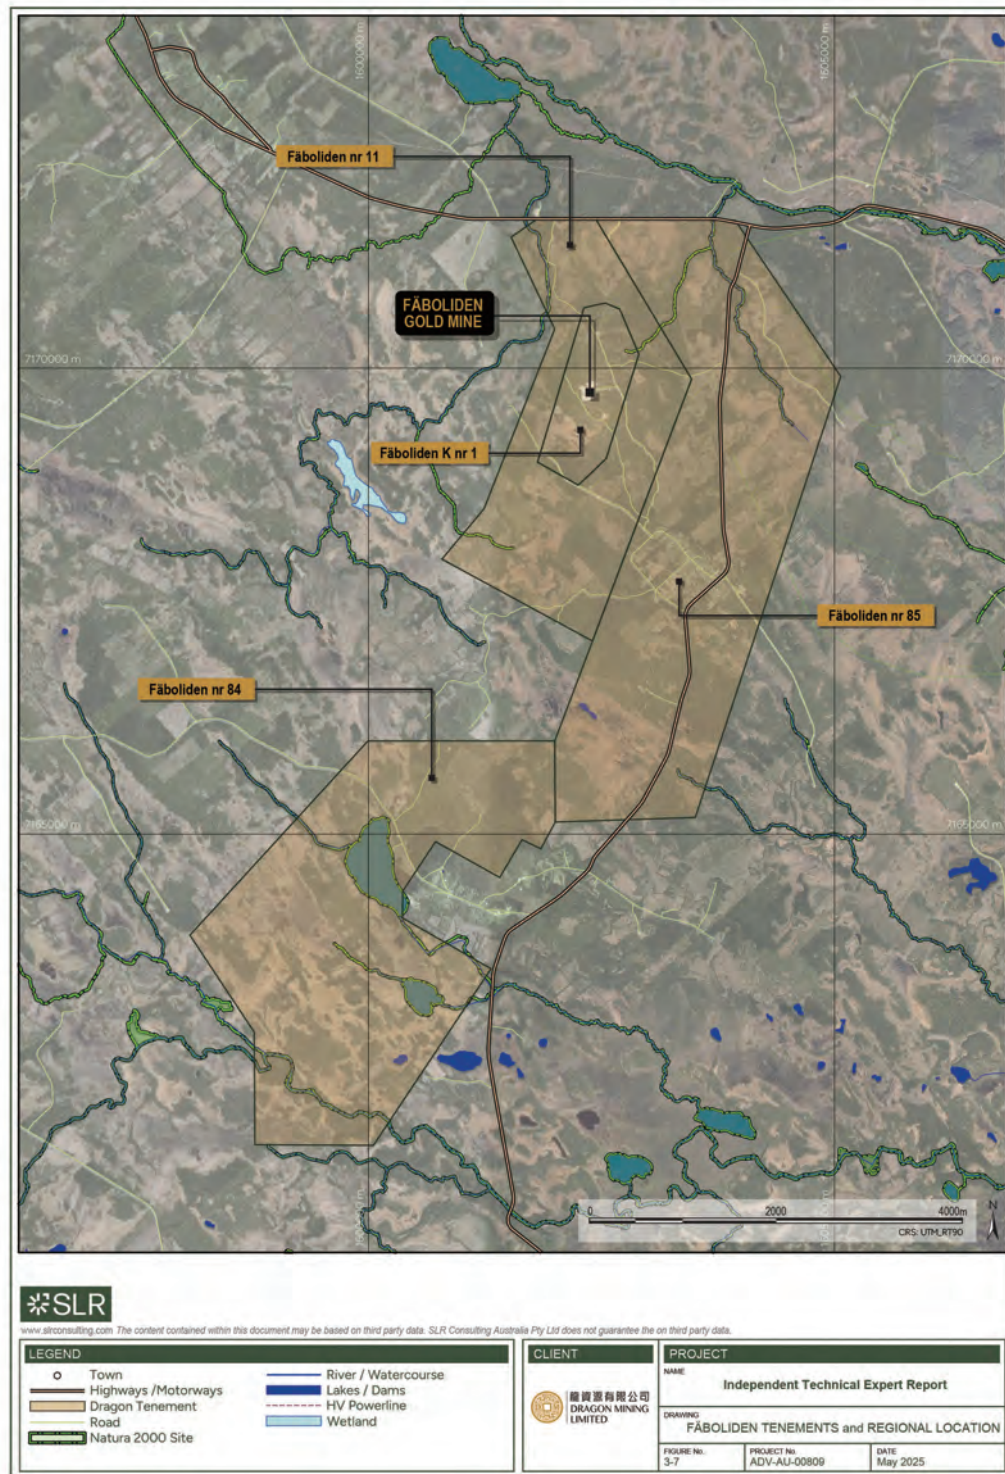 1600000 m
1605000 m
Fäboliden nr 11
FÄBOLIDEN
GOLD MINE
7170000 m
7170000 m
Fäboliden K nr 1
Fäboliden nr 85
Fäboliden nr 84
7165000 m
7165000 m
0 2000 4000m
N
CRS: UTM_RT90
SLR
www.slrconsulting.com The content contained within this document may be based on third party data. SLR Consulting Australia Pty Ltd does not guarantee the on third party data.
LEGEND
Town
Highways /Motorways
Dragon Tenement
Road
Natura 2000 Site
River / Watercourse
Lakes / Dams
HV Powerline
Wetland
CLIENT
龍資源有限公司
DRAGON MINING
LIMITED
PROJECT
NAME
Independent Technical Expert Report
DRAWING
FÄBOLIDEN TENEMENTS and REGIONAL LOCATION
FIGURE No.
3-7
PROJECT No.
ADV-AU-00809
DATE
May 2025